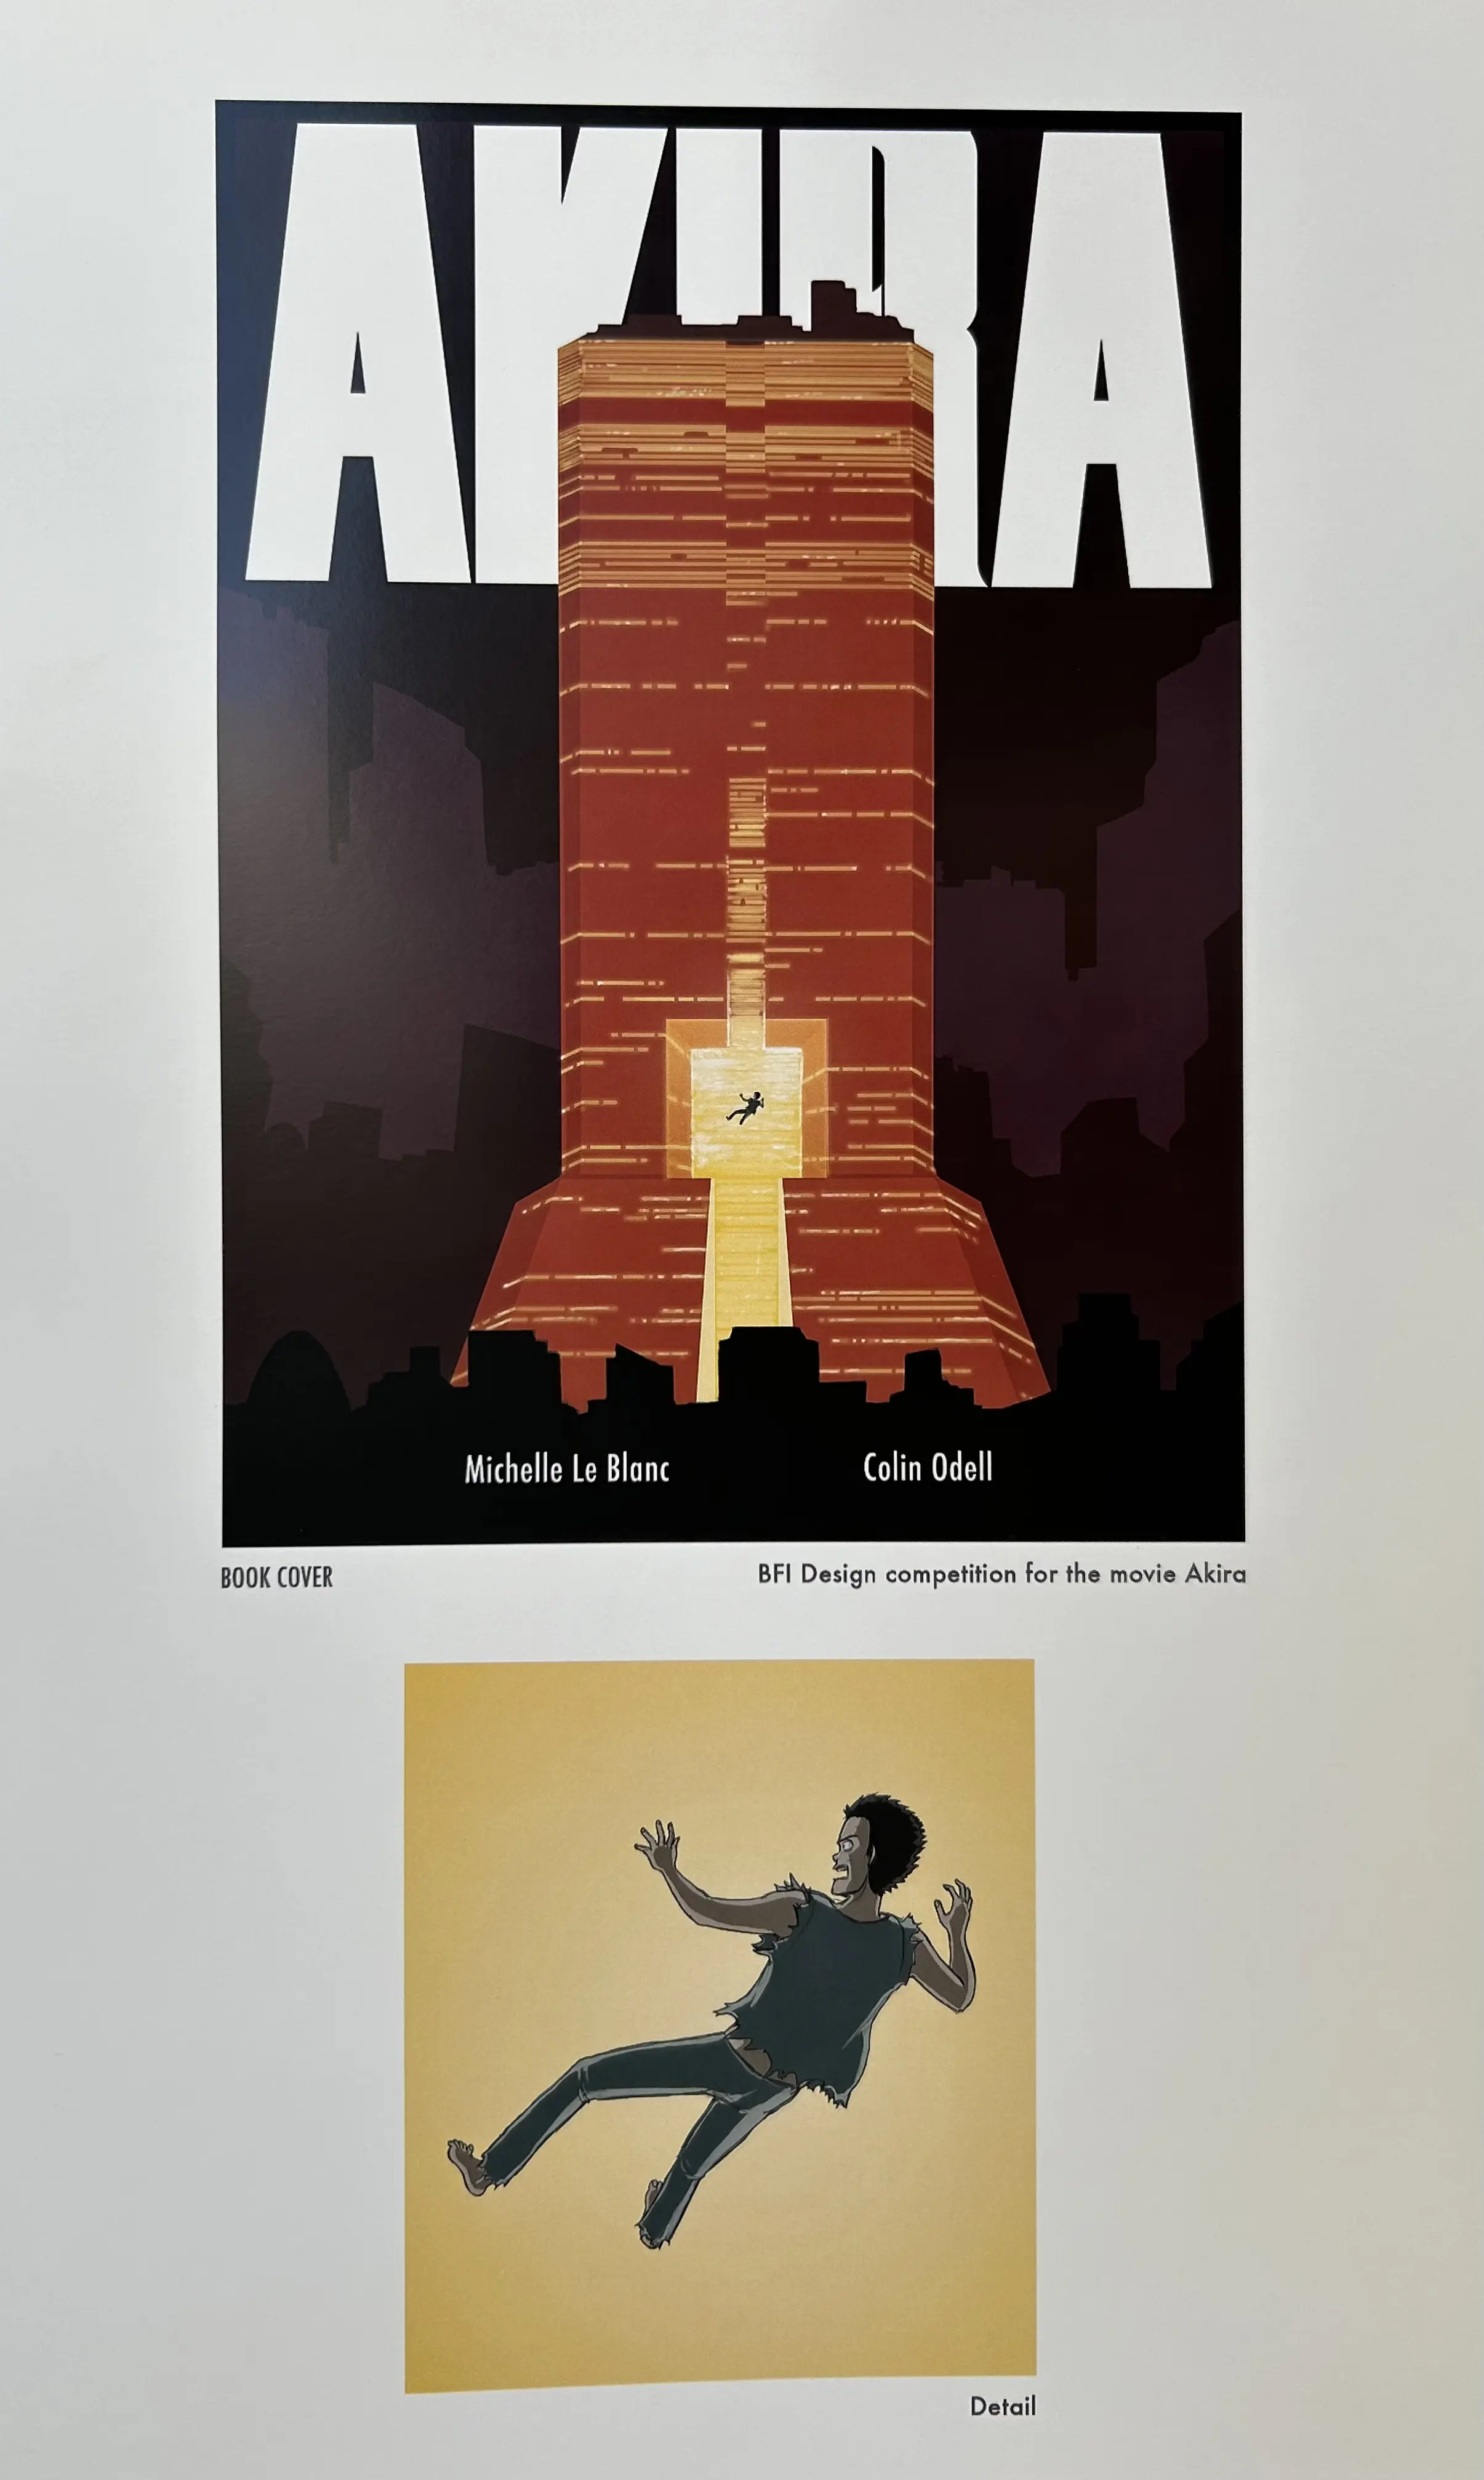 AKIRA
Michelle Le Blanc Colin Odell
BOOK COVER BFI Design competition for the movie Akira
Detail